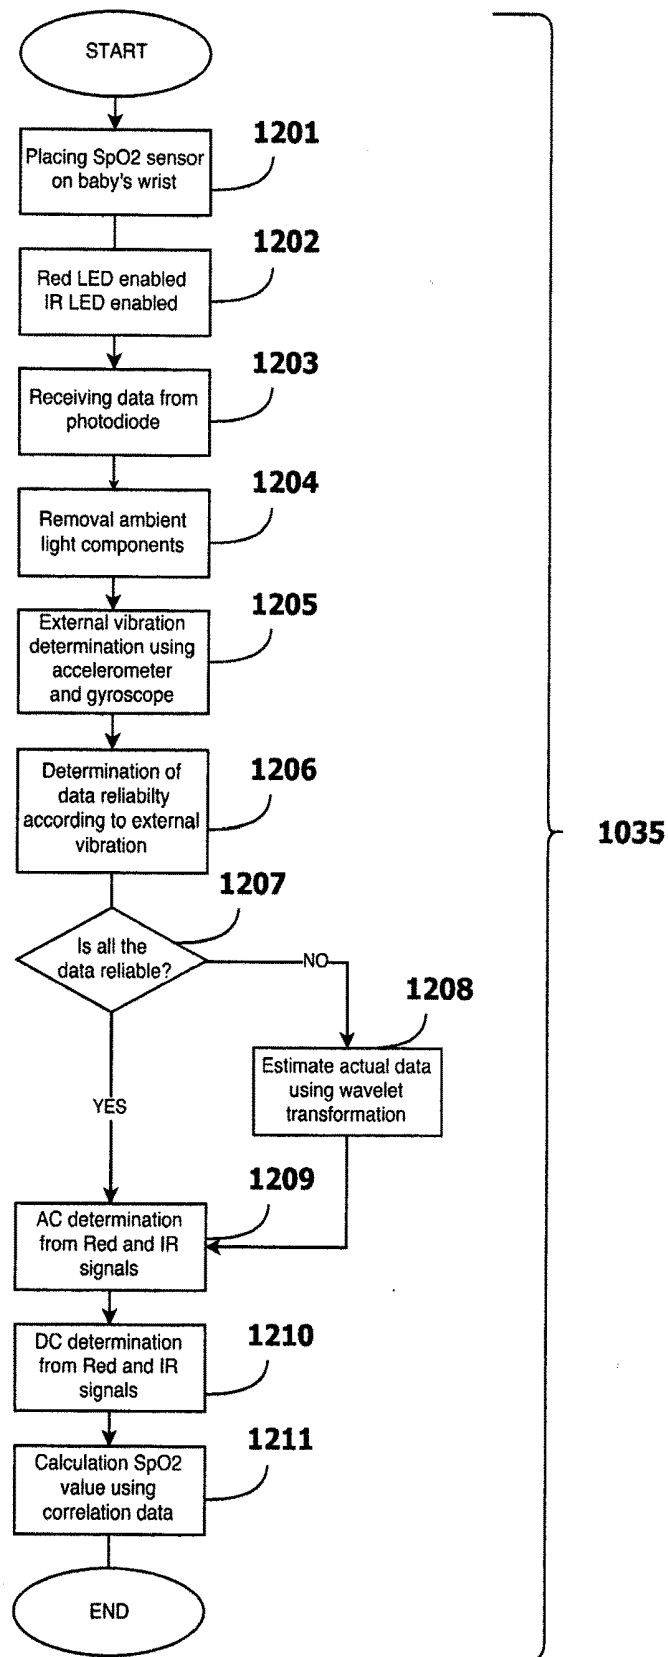 START
1201
Placing SpO2 sensor
on baby's wrist
1202
Red LED enabled
IR LED enabled
1203
Receiving data from
photodiode
1204
Removal ambient
light components
1205
External vibration
determination using
accelerometer
and gyroscope
1206
Determination of
data reliabilty
according to external
vibration
1035
1207
Is all the
data reliable?
NO
1208
Estimate actual data
using wavelet
transformation
YES
1209
AC determination
from Red and IR
signals
1210
DC determination
from Red and IR
signals
1211
Calculation SpO2
value using
correlation data
END